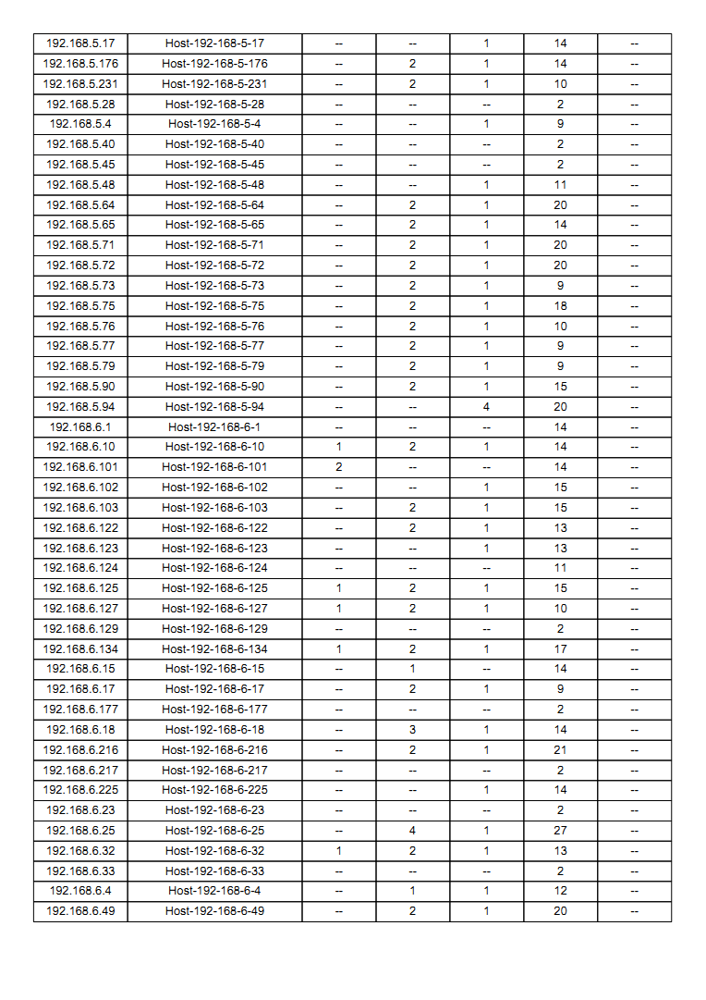 192.168.5.17 Host-192-168-5-17 -- -- 1 14 --
192.168.5.176 Host-192-168-5-176 -- 2 1 14 --
192.168.5.231 Host-192-168-5-231 -- 2 1 10 --
192.168.5.28 Host-192-168-5-28 -- -- -- 2 --
192.168.5.4 Host-192-168-5-4 -- -- 1 9 --
192.168.5.40 Host-192-168-5-40 -- -- -- 2 --
192.168.5.45 Host-192-168-5-45 -- -- -- 2 --
192.168.5.48 Host-192-168-5-48 -- -- 1 11 --
192.168.5.64 Host-192-168-5-64 -- 2 1 20 --
192.168.5.65 Host-192-168-5-65 -- 2 1 14 --
192.168.5.71 Host-192-168-5-71 -- 2 1 20 --
192.168.5.72 Host-192-168-5-72 -- 2 1 20 --
192.168.5.73 Host-192-168-5-73 -- 2 1 9 --
192.168.5.75 Host-192-168-5-75 -- 2 1 18 --
192.168.5.76 Host-192-168-5-76 -- 2 1 10 --
192.168.5.77 Host-192-168-5-77 -- 2 1 9 --
192.168.5.79 Host-192-168-5-79 -- 2 1 9 --
192.168.5.90 Host-192-168-5-90 -- 2 1 15 --
192.168.5.94 Host-192-168-5-94 -- -- 4 20 --
192.168.6.1 Host-192-168-6-1 -- -- -- 14 --
192.168.6.10 Host-192-168-6-10 1 2 1 14 --
192.168.6.101 Host-192-168-6-101 2 -- -- 14 --
192.168.6.102 Host-192-168-6-102 -- -- 1 15 --
192.168.6.103 Host-192-168-6-103 -- 2 1 15 --
192.168.6.122 Host-192-168-6-122 -- 2 1 13 --
192.168.6.123 Host-192-168-6-123 -- -- 1 13 --
192.168.6.124 Host-192-168-6-124 -- -- -- 11 --
192.168.6.125 Host-192-168-6-125 1 2 1 15 --
192.168.6.127 Host-192-168-6-127 1 2 1 10 --
192.168.6.129 Host-192-168-6-129 -- -- -- 2 --
192.168.6.134 Host-192-168-6-134 1 2 1 17 --
192.168.6.15 Host-192-168-6-15 -- 1 -- 14 --
192.168.6.17 Host-192-168-6-17 -- 2 1 9 --
192.168.6.177 Host-192-168-6-177 -- -- -- 2 --
192.168.6.18 Host-192-168-6-18 -- 3 1 14 --
192.168.6.216 Host-192-168-6-216 -- 2 1 21 --
192.168.6.217 Host-192-168-6-217 -- -- -- 2 --
192.168.6.225 Host-192-168-6-225 -- -- 1 14 --
192.168.6.23 Host-192-168-6-23 -- -- -- 2 --
192.168.6.25 Host-192-168-6-25 -- 4 1 27 --
192.168.6.32 Host-192-168-6-32 1 2 1 13 --
192.168.6.33 Host-192-168-6-33 -- -- -- 2 --
192.168.6.4 Host-192-168-6-4 -- 1 1 12 --
192.168.6.49 Host-192-168-6-49 -- 2 1 20 --